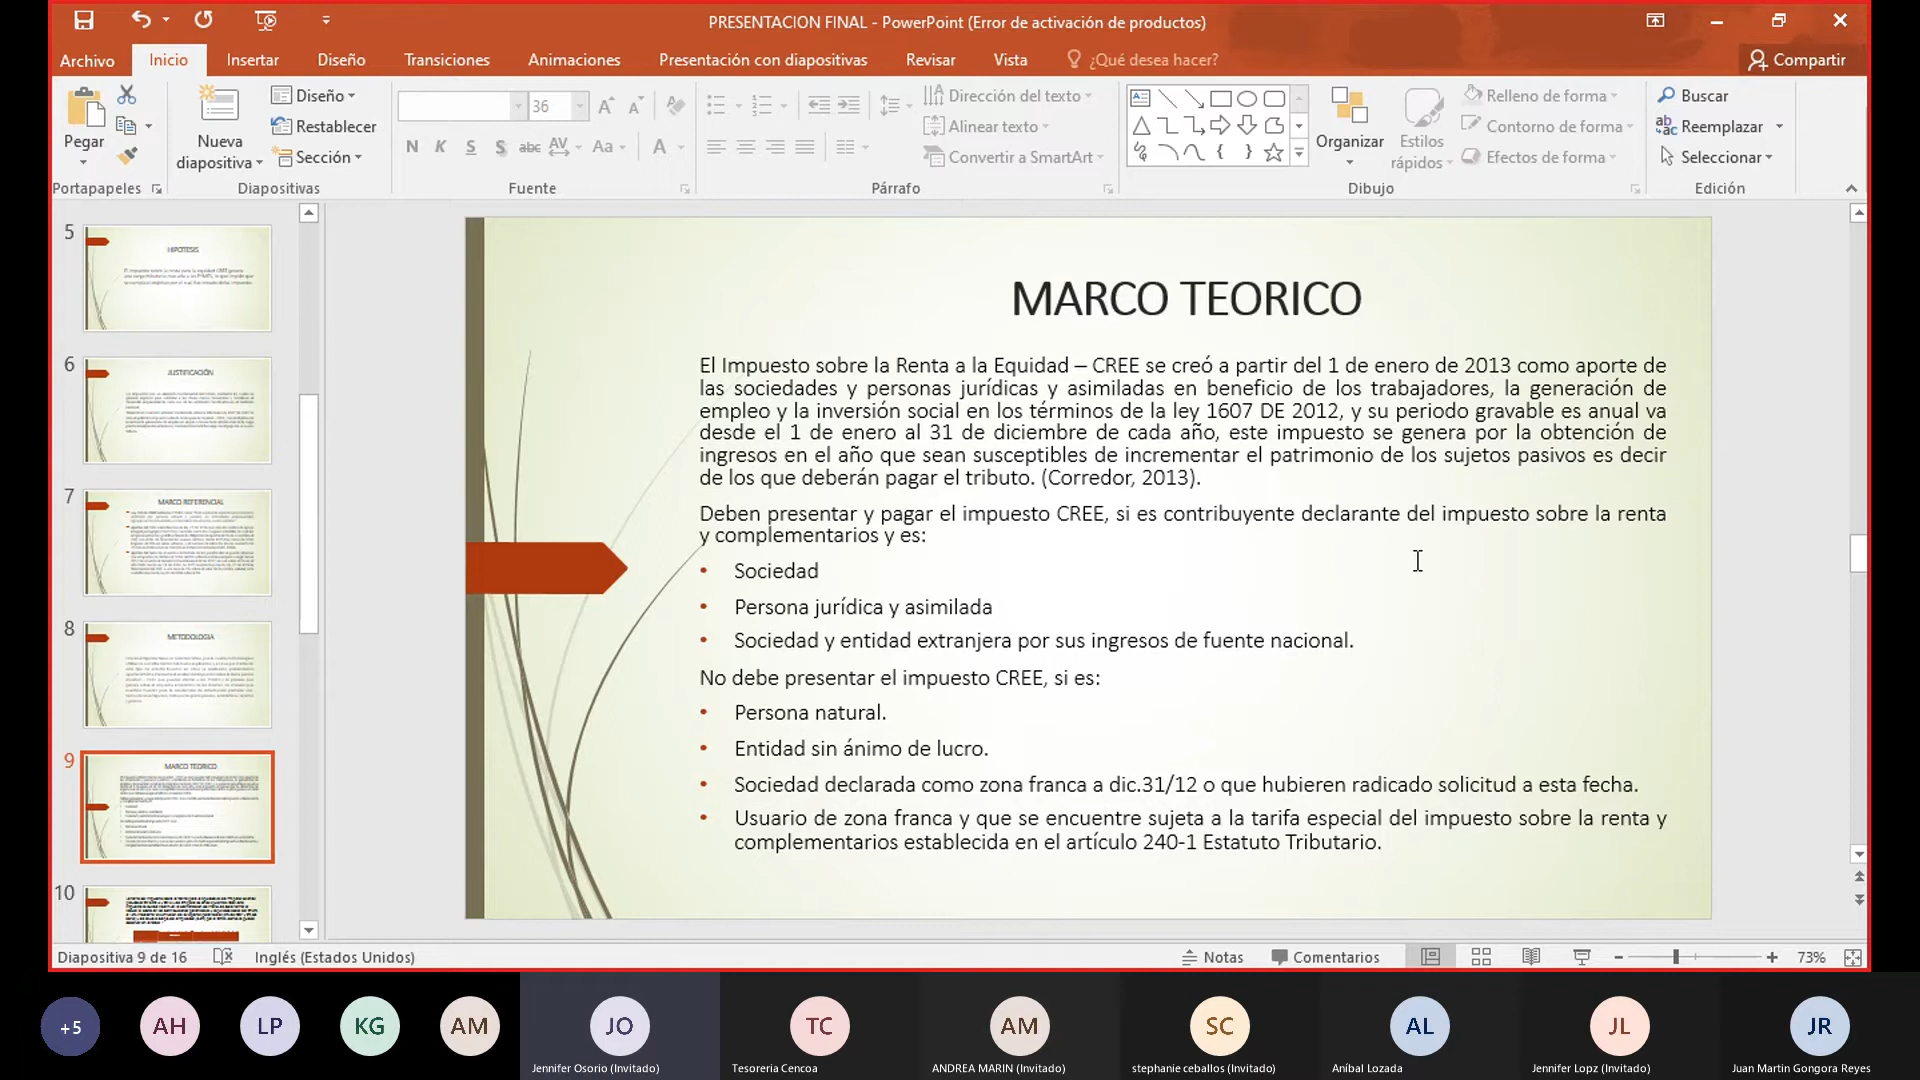 PRESENTACION FINAL - PowerPoint (Error de activación de productos)
Archivo Inicio Insertar Diseño Transiciones Animaciones Presentación con diapositivas Revisar Vista ¿Qué desea hacer? Compartir
Pegar
Nueva diapositiva
Diseño
Restablecer
Sección
36
N K S S abc AV Aa A
Dirección del texto
Alinear texto
Convertir a SmartArt
Organizar
Estilos rápidos
Relleno de forma
Contorno de forma
Efectos de forma
Buscar
Reemplazar
Seleccionar
Portapapeles Diapositivas Fuente Párrafo Dibujo Edición
5
HIPOTESIS
6
JUSTIFICACIÓN
7
MARCO REFERENCIAL
8
METODOLOGIA
9
MARCO TEORICO
10
MARCO TEORICO
El Impuesto sobre la Renta a la Equidad – CREE se creó a partir del 1 de enero de 2013 como aporte de
las sociedades y personas jurídicas y asimiladas en beneficio de los trabajadores, la generación de
empleo y la inversión social en los términos de la ley 1607 DE 2012, y su periodo gravable es anual va
desde el 1 de enero al 31 de diciembre de cada año, este impuesto se genera por la obtención de
ingresos en el año que sean susceptibles de incrementar el patrimonio de los sujetos pasivos es decir
de los que deberán pagar el tributo. (Corredor, 2013).
Deben presentar y pagar el impuesto CREE, si es contribuyente declarante del impuesto sobre la renta
y complementarios y es:
• Sociedad
• Persona jurídica y asimilada
• Sociedad y entidad extranjera por sus ingresos de fuente nacional.
No debe presentar el impuesto CREE, si es:
• Persona natural.
• Entidad sin ánimo de lucro.
• Sociedad declarada como zona franca a dic.31/12 o que hubieren radicado solicitud a esta fecha.
• Usuario de zona franca y que se encuentre sujeta a la tarifa especial del impuesto sobre la renta y
complementarios establecida en el artículo 240-1 Estatuto Tributario.
Diapositiva 9 de 16 Inglés (Estados Unidos) Notas Comentarios 73%
+5 AH LP KG AM JO TC AM SC AL JL JR
Jennifer Osorio (Invitado) Tesoreria Cencoa ANDREA MARIN (Invitado) stephanie ceballos (Invitado) Aníbal Lozada Jennifer Lopz (Invitado) Juan Martin Gongora Reyes